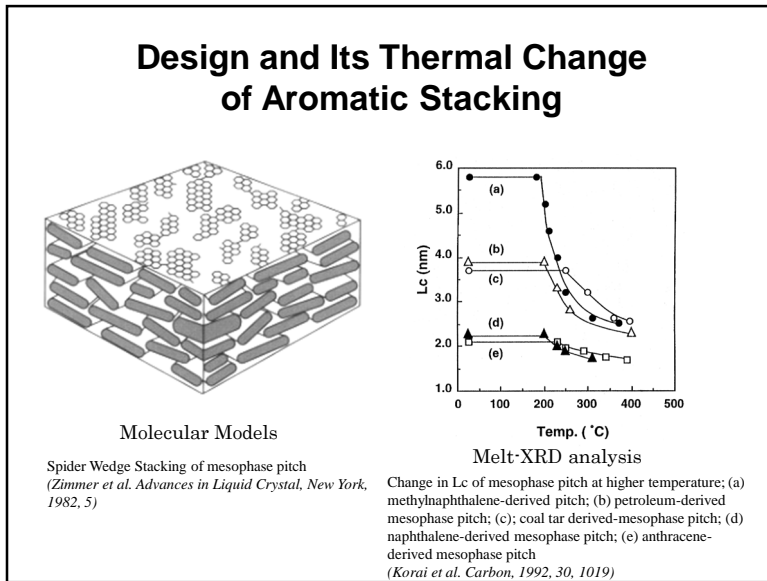 Design and Its Thermal Change
of Aromatic Stacking
Molecular Models
Spider Wedge Stacking of mesophase pitch
(Zimmer et al. Advances in Liquid Crystal, New York,
1982, 5)
6.0
5.0
4.0
3.0
2.0
1.0
Lc (nm)
(a)
(b)
(c)
(d)
(e)
0 100 200 300 400 500
Temp. ( ˚C)
Melt-XRD analysis
Change in Lc of mesophase pitch at higher temperature; (a)
methylnaphthalene-derived pitch; (b) petroleum-derived
mesophase pitch; (c); coal tar derived-mesophase pitch; (d)
naphthalene-derived mesophase pitch; (e) anthracene-
derived mesophase pitch
(Korai et al. Carbon, 1992, 30, 1019)